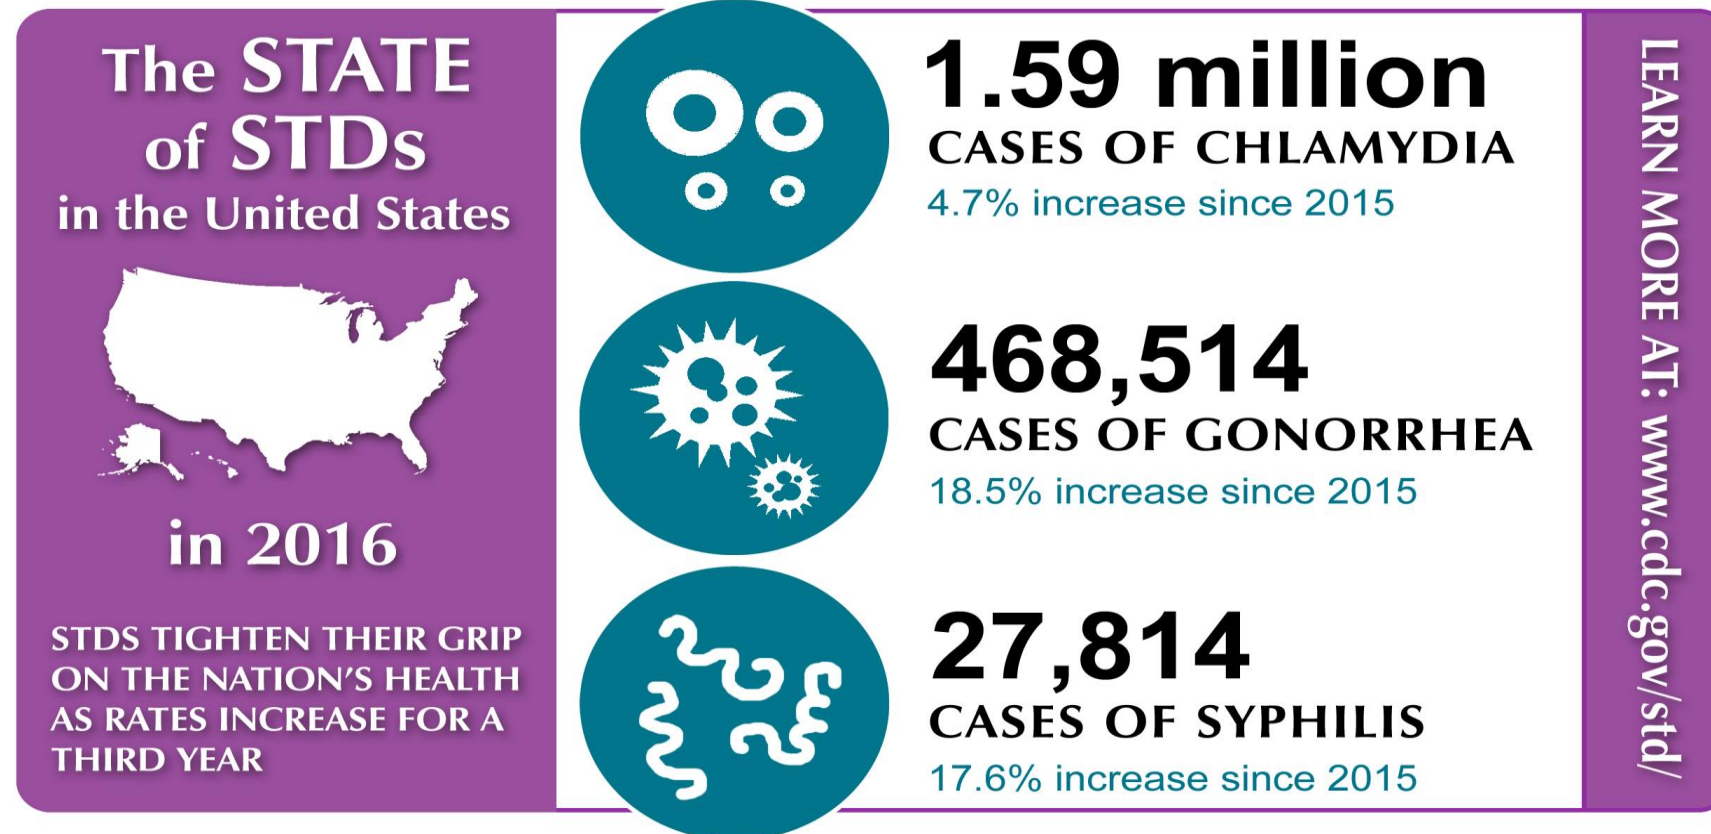 The STATE
of STDs
in the United States
in 2016
STDS TIGHTEN THEIR GRIP
ON THE NATION'S HEALTH
AS RATES INCREASE FOR A
THIRD YEAR
1.59 million
CASES OF CHLAMYDIA
4.7% increase since 2015
468,514
CASES OF GONORRHEA
18.5% increase since 2015
27,814
CASES OF SYPHILIS
17.6% increase since 2015
LEARN MORE AT: www.cdc.gov/std/